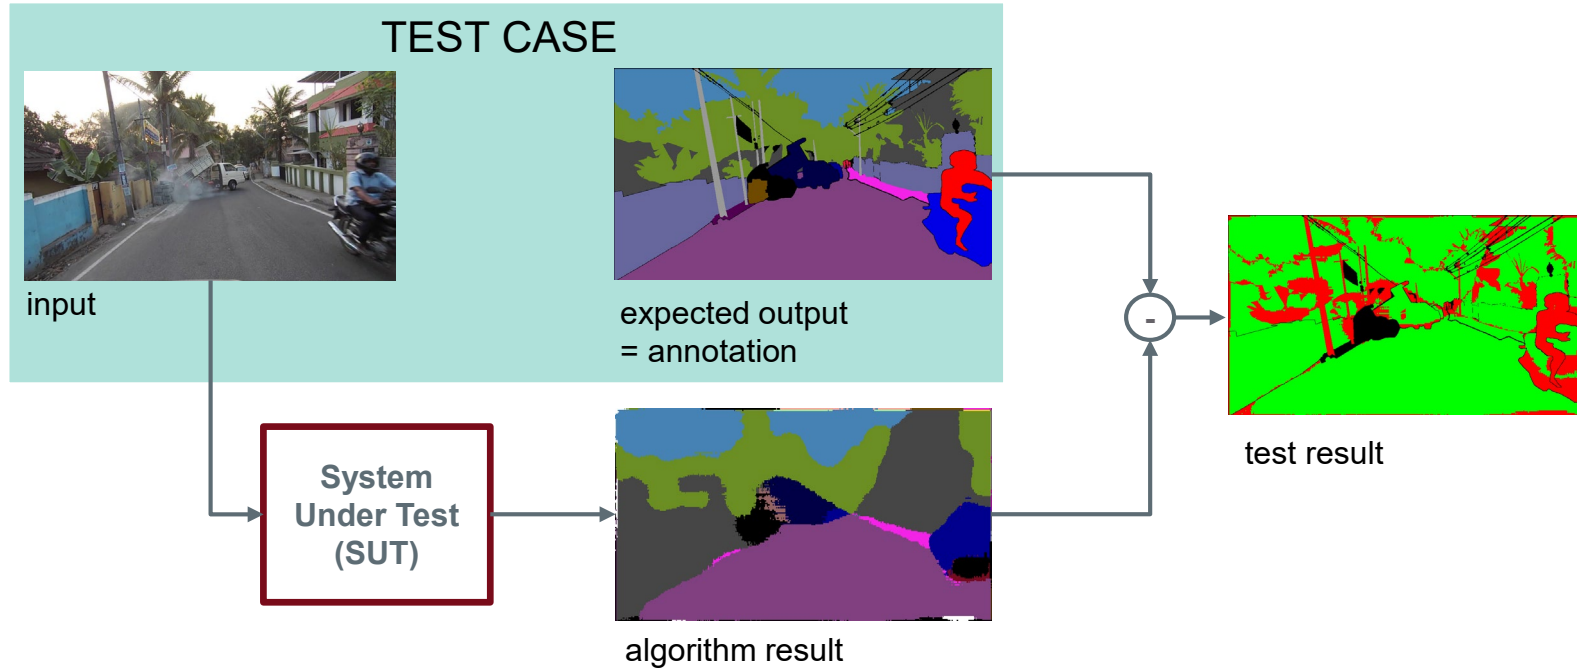 TEST CASE
input
expected output
= annotation
-
System
Under Test
(SUT)
algorithm result
test result